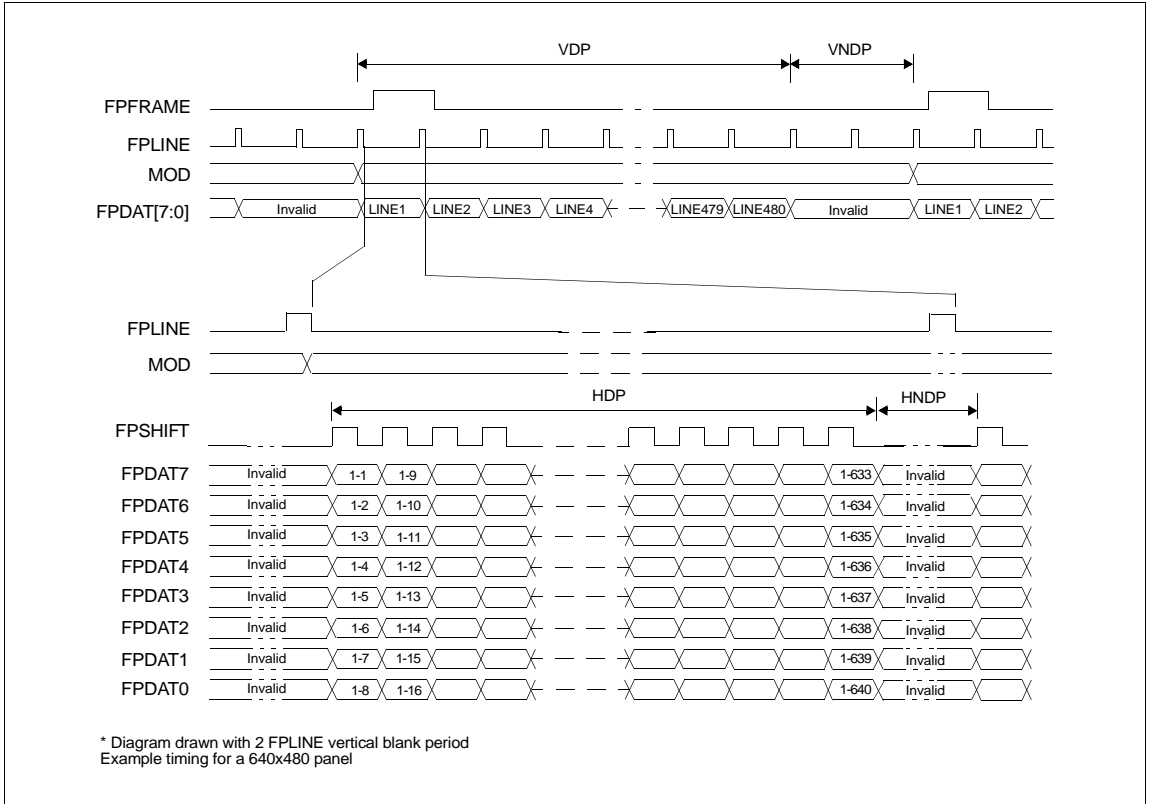 VDP VNDP
FPFRAME
FPLINE
MOD
FPDAT[7:0] Invalid LINE1 LINE2 LINE3 LINE4 LINE479 LINE480 Invalid LINE1 LINE2
FPLINE
MOD
HDP HNDP
FPSHIFT
FPDAT7 Invalid 1-1 1-9 1-633 Invalid
FPDAT6 Invalid 1-2 1-10 1-634 Invalid
FPDAT5 Invalid 1-3 1-11 1-635 Invalid
FPDAT4 Invalid 1-4 1-12 1-636 Invalid
FPDAT3 Invalid 1-5 1-13 1-637 Invalid
FPDAT2 Invalid 1-6 1-14 1-638 Invalid
FPDAT1 Invalid 1-7 1-15 1-639 Invalid
FPDAT0 Invalid 1-8 1-16 1-640 Invalid
* Diagram drawn with 2 FPLINE vertical blank period
Example timing for a 640x480 panel